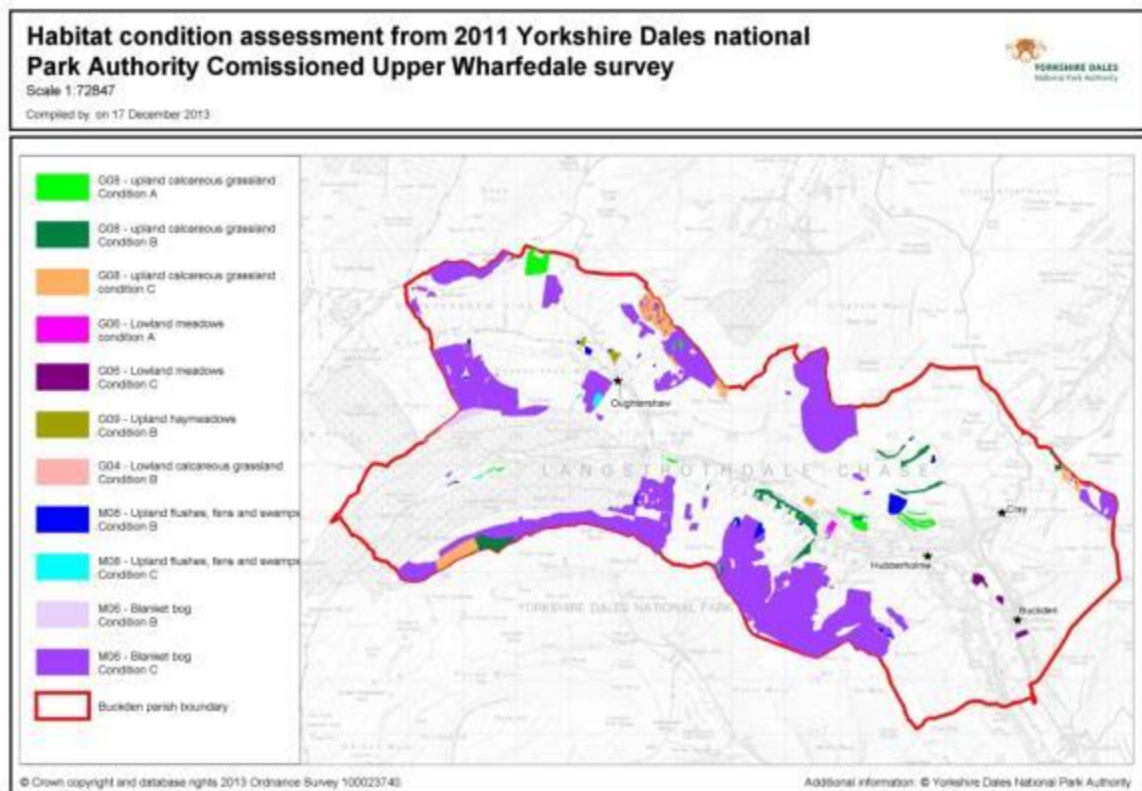 Habitat condition assessment from 2011 Yorkshire Dales national
Park Authority Comissioned Upper Wharfedale survey
Scale 1:72847
Compiled by on 17 December 2013
YORKSHIRE DALES
National Park Authority
G08 - upland calcareous grassland
Condition A
G08 - upland calcareous grassland
Condition B
G08 - upland calcareous grassland
condition C
G06 - Lowland meadows
condition A
G06 - Lowland meadows
Condition C
G09 - Upland haymeadows
Condition B
G04 - Lowland calcareous grassland
Condition B
M08 - Upland flushes, fens and swamps
Condition B
M08 - Upland flushes, fens and swamps
Condition C
M06 - Blanket bog
Condition B
M06 - Blanket bog
Condition C
Buckden parish boundary
Oughtershaw
LANGSTROTHDALE CHASE
Cray
Hubberholme
YORKSHIRE DALES NATIONAL PARK
Buckden
© Crown copyright and database rights 2013 Ordnance Survey 100023740.
Additional information: © Yorkshire Dales National Park Authority